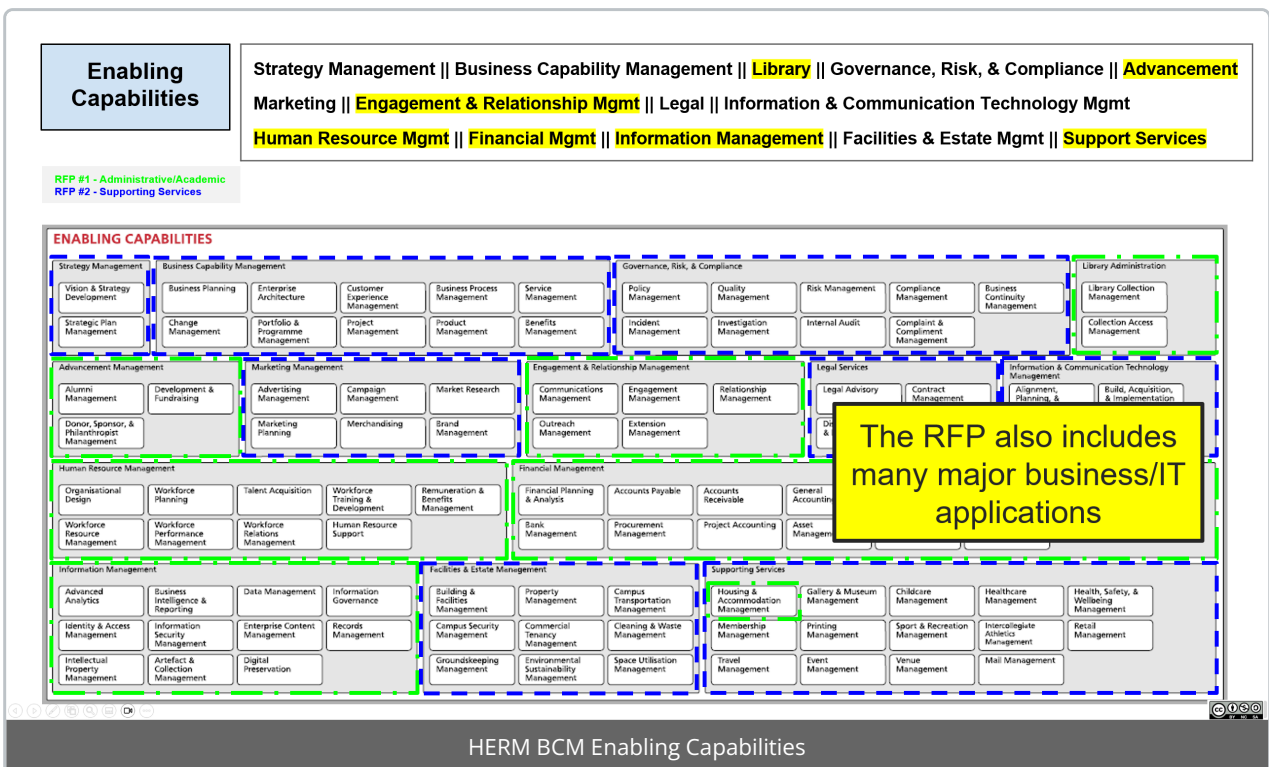 Enabling
Capabilities
Strategy Management || Business Capability Management || Library || Governance, Risk, & Compliance || Advancement
Marketing || Engagement & Relationship Mgmt || Legal || Information & Communication Technology Mgmt
Human Resource Mgmt || Financial Mgmt || Information Management || Facilities & Estate Mgmt || Support Services
RFP #1 - Administrative/Academic
RFP #2 - Supporting Services
ENABLING CAPABILITIES
Strategy Management
Vision & Strategy
Development
Strategic Plan
Management
Business Capability Management
Business Planning
Enterprise
Architecture
Customer
Experience
Management
Business Process
Management
Service
Management
Change
Management
Portfolio &
Programme
Management
Project
Management
Product
Management
Benefits
Management
Governance, Risk, & Compliance
Policy
Management
Quality
Management
Risk Management
Compliance
Management
Business
Continuity
Management
Incident
Management
Investigation
Management
Internal Audit
Complaint &
Compliment
Management
Library Administration
Library Collection
Management
Collection Access
Management
Advancement Management
Alumni
Management
Development &
Fundraising
Donor, Sponsor, &
Philanthropist
Management
Marketing Management
Advertising
Management
Campaign
Management
Market Research
Marketing
Planning
Merchandising
Brand
Management
Engagement & Relationship Management
Communications
Management
Engagement
Management
Relationship
Management
Outreach
Management
Extension
Management
Legal Services
Legal Advisory
Contract
Management
Information & Communication Technology
Management
Alignment,
Planning, &
Build, Acquisition,
& Implementation
The RFP also includes
many major business/IT
applications
Human Resource Management
Organisational
Design
Workforce
Planning
Talent Acquisition
Workforce
Training &
Development
Remuneration &
Benefits
Management
Workforce
Resource
Management
Workforce
Performance
Management
Workforce
Relations
Management
Human Resource
Support
Financial Management
Financial Planning
& Analysis
Accounts Payable
Accounts
Receivable
General
Bank
Management
Procurement
Management
Project Accounting
Asset
Information Management
Advanced
Analytics
Business
Intelligence &
Reporting
Data Management
Information
Governance
Identity & Access
Management
Information
Security
Management
Enterprise Content
Management
Records
Management
Intellectual
Property
Management
Artefact &
Collection
Management
Digital
Preservation
Facilities & Estate Management
Building &
Facilities
Management
Property
Management
Campus
Transportation
Management
Campus Security
Management
Commercial
Tenancy
Management
Cleaning & Waste
Management
Groundskeeping
Management
Environmental
Sustainability
Management
Space Utilisation
Management
Supporting Services
Housing &
Accommodation
Management
Gallery & Museum
Management
Childcare
Management
Healthcare
Management
Health, Safety, &
Wellbeing
Management
Membership
Management
Printing
Management
Sport & Recreation
Management
Intercollegiate
Athletics
Management
Retail
Management
Travel
Management
Event
Management
Venue
Management
Mail Management
BY NC SA
HERM BCM Enabling Capabilities